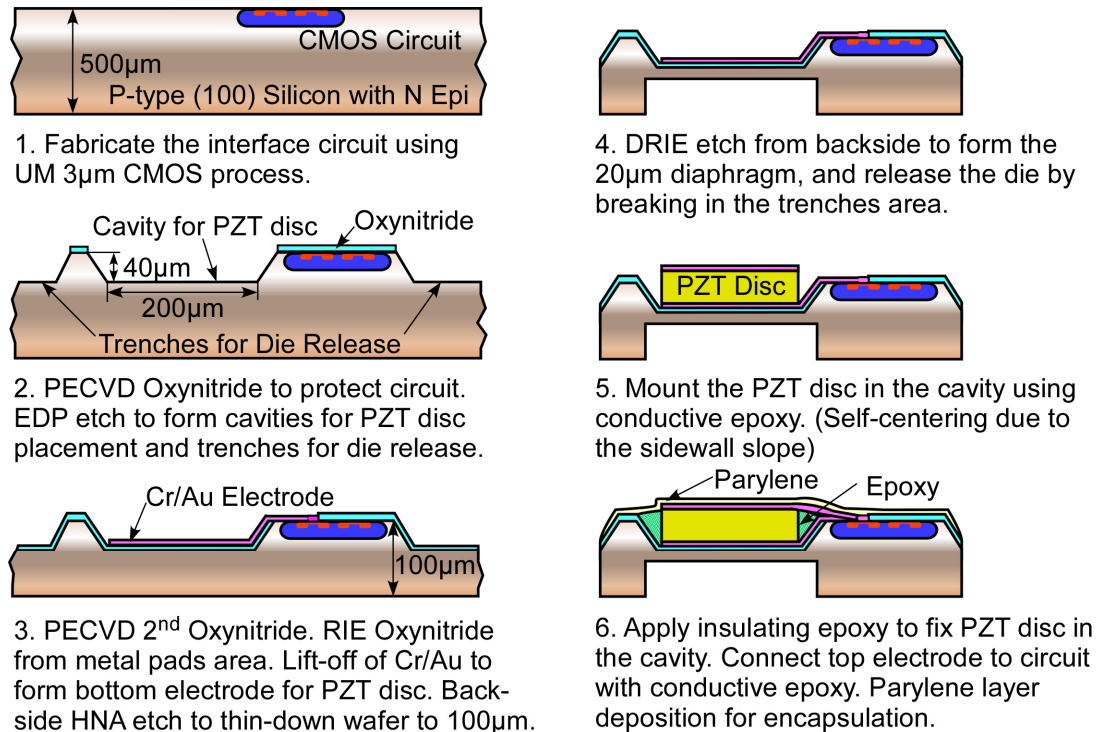 CMOS Circuit
500µm
P-type (100) Silicon with N Epi
1. Fabricate the interface circuit using
UM 3µm CMOS process.
Cavity for PZT disc
Oxynitride
40µm
200µm
Trenches for Die Release
2. PECVD Oxynitride to protect circuit.
EDP etch to form cavities for PZT disc
placement and trenches for die release.
Cr/Au Electrode
100µm
3. PECVD 2nd Oxynitride. RIE Oxynitride
from metal pads area. Lift-off of Cr/Au to
form bottom electrode for PZT disc. Back-
side HNA etch to thin-down wafer to 100µm.
4. DRIE etch from backside to form the
20µm diaphragm, and release the die by
breaking in the trenches area.
PZT Disc
5. Mount the PZT disc in the cavity using
conductive epoxy. (Self-centering due to
the sidewall slope)
Parylene
Epoxy
6. Apply insulating epoxy to fix PZT disc in
the cavity. Connect top electrode to circuit
with conductive epoxy. Parylene layer
deposition for encapsulation.